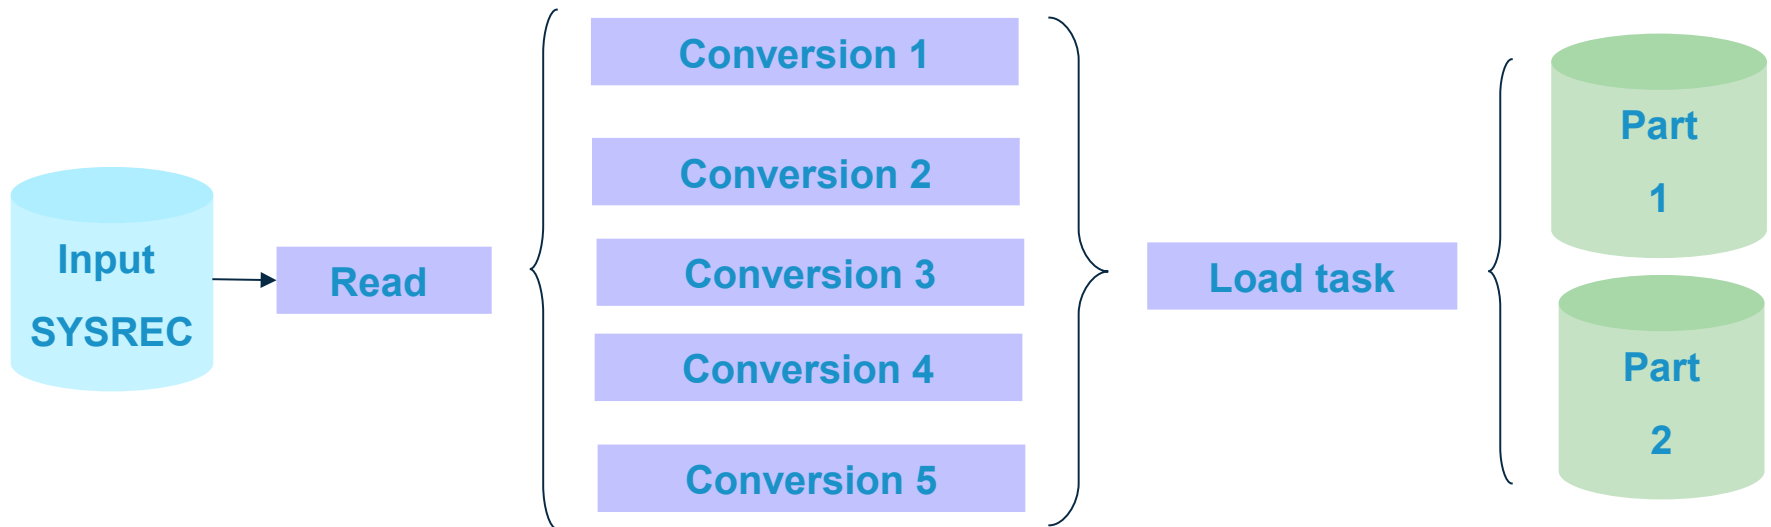 Input
SYSREC
Read
Conversion 1
Conversion 2
Conversion 3
Conversion 4
Conversion 5
Load task
Part
1
Part
2